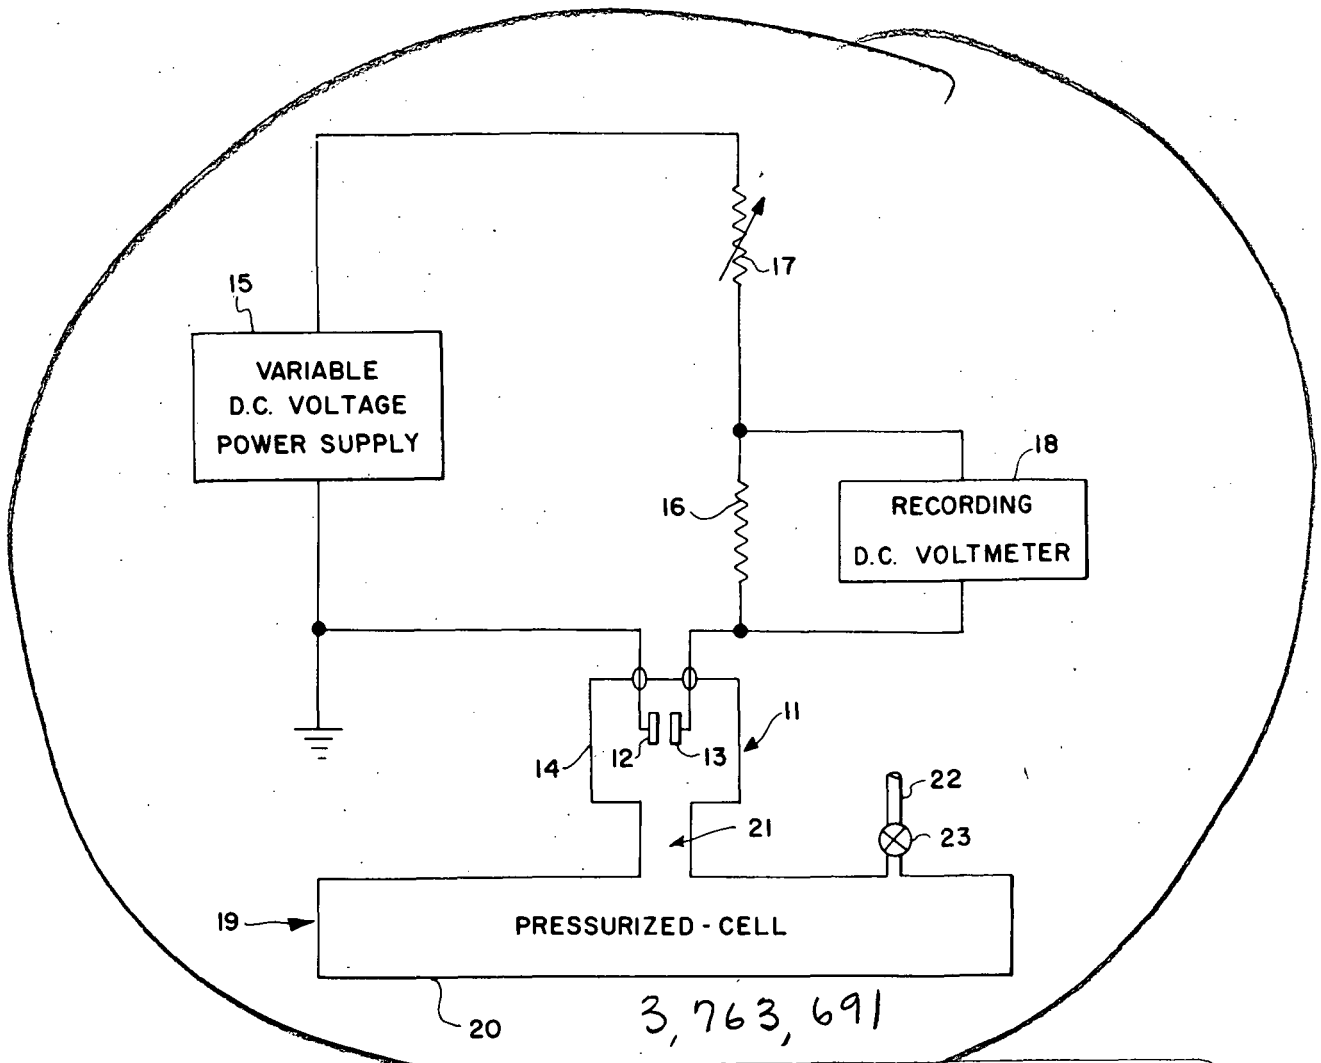 15
VARIABLE
D.C. VOLTAGE
POWER SUPPLY
17
16
18
RECORDING
D.C. VOLTMETER
11
12
13
14
21
22
23
19
PRESSURIZED - CELL
20
3,763,691